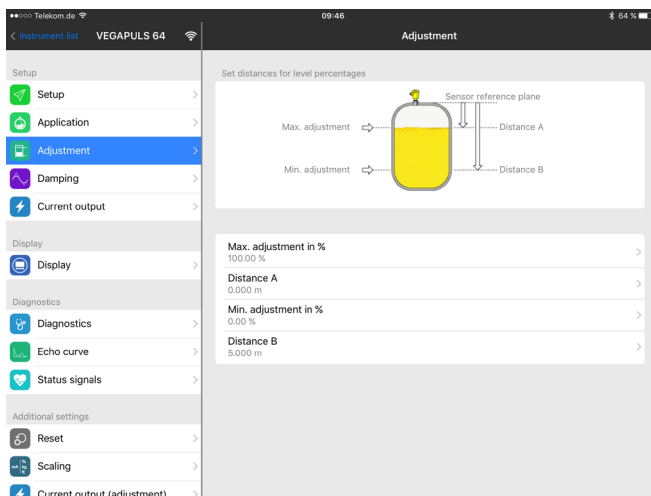 Telekom.de 09:46 64 %
Instrument list VEGAPULS 64 Adjustment
Setup
Setup
Application
Adjustment
Damping
Current output
Display
Display
Diagnostics
Diagnostics
Echo curve
Status signals
Additional settings
Reset
Scaling
Current output (adjustment)
Set distances for level percentages
Sensor reference plane
Max. adjustment
Distance A
Min. adjustment
Distance B
Max. adjustment in %
100.00 %
Distance A
0.000 m
Min. adjustment in %
0.00 %
Distance B
5.000 m